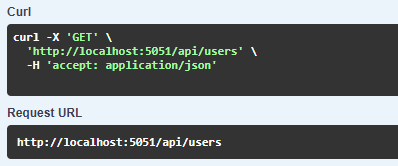 Curl
curl -X 'GET' \
'http://localhost:5051/api/users' \
-H 'accept: application/json'
Request URL
http://localhost:5051/api/users